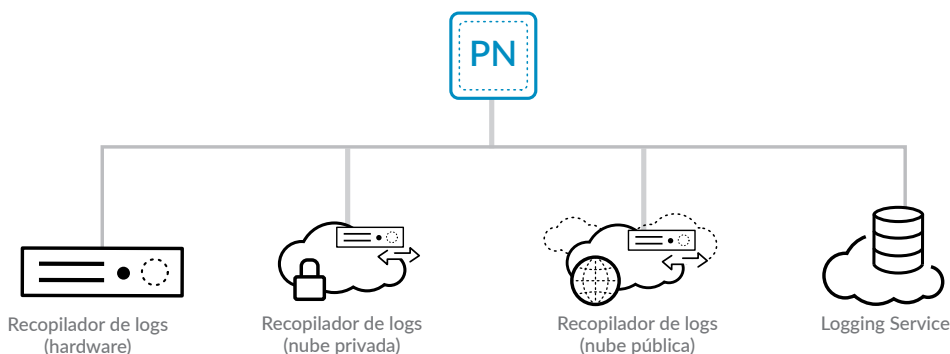 PN
Recopilador de logs
(hardware)
Recopilador de logs
(nube privada)
Recopilador de logs
(nube pública)
Logging Service